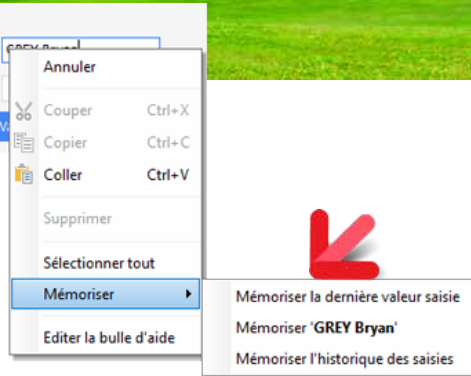 GREY Bryan
Annuler
Couper Ctrl+X
Copier Ctrl+C
Coller Ctrl+V
Supprimer
Sélectionner tout
Mémoriser
Editer la bulle d'aide
Mémoriser la dernière valeur saisie
Mémoriser 'GREY Bryan'
Mémoriser l'historique des saisies